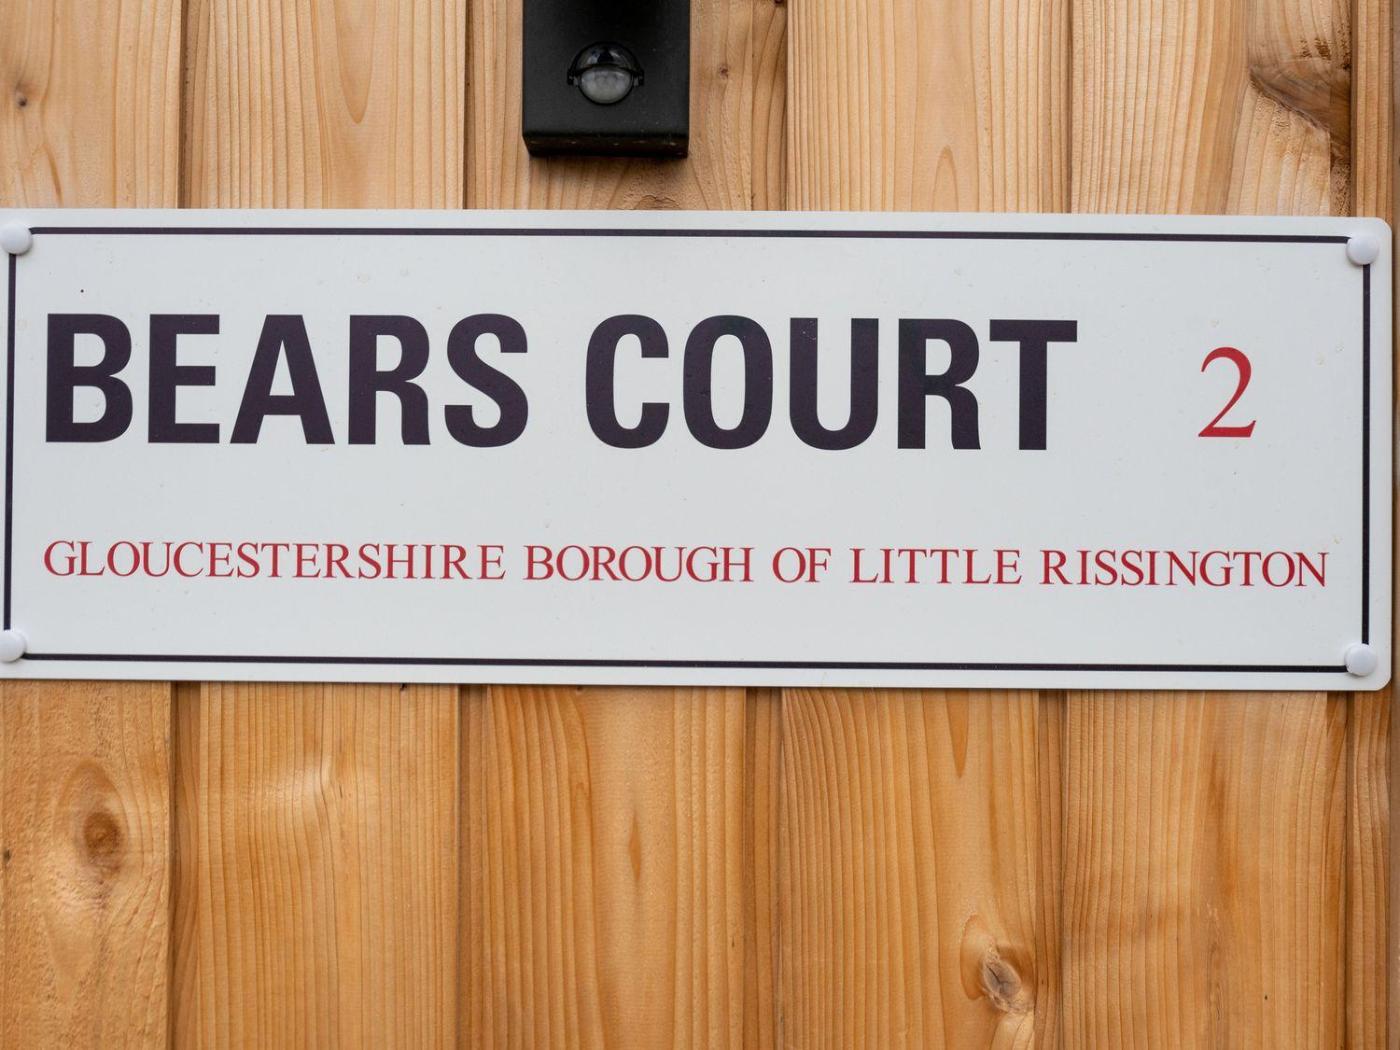 BEARS COURT 2
GLOUCESTERSHIRE BOROUGH OF LITTLE RISSINGTON